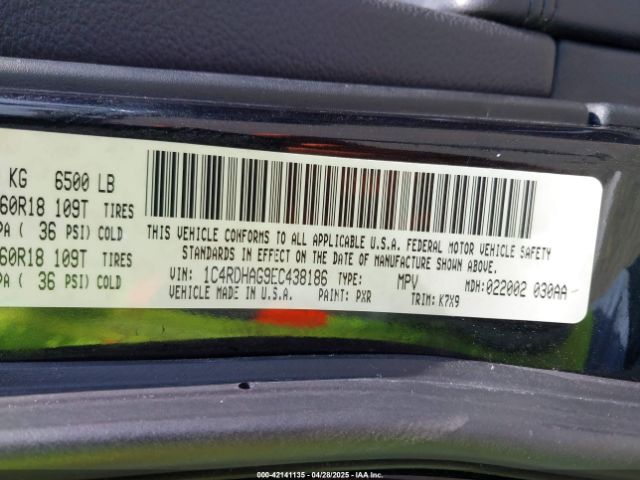 KG 6500 LB
60R18 109T TIRES
PA ( 36 PSI) COLD
60R18 109T TIRES
PA ( 36 PSI) COLD
THIS VEHICLE CONFORMS TO ALL APPLICABLE U.S.A. FEDERAL MOTOR VEHICLE SAFETY
STANDARDS IN EFFECT ON THE DATE OF MANUFACTURE SHOWN ABOVE.
VIN: 1C4RDHAG9EC438186 TYPE: MPV MDH: 022002 030AA
VEHICLE MADE IN U.S.A. PAINT: PXR TRIM: K7X9
000-42141135 - 04/28/2025 - IAAI.COM